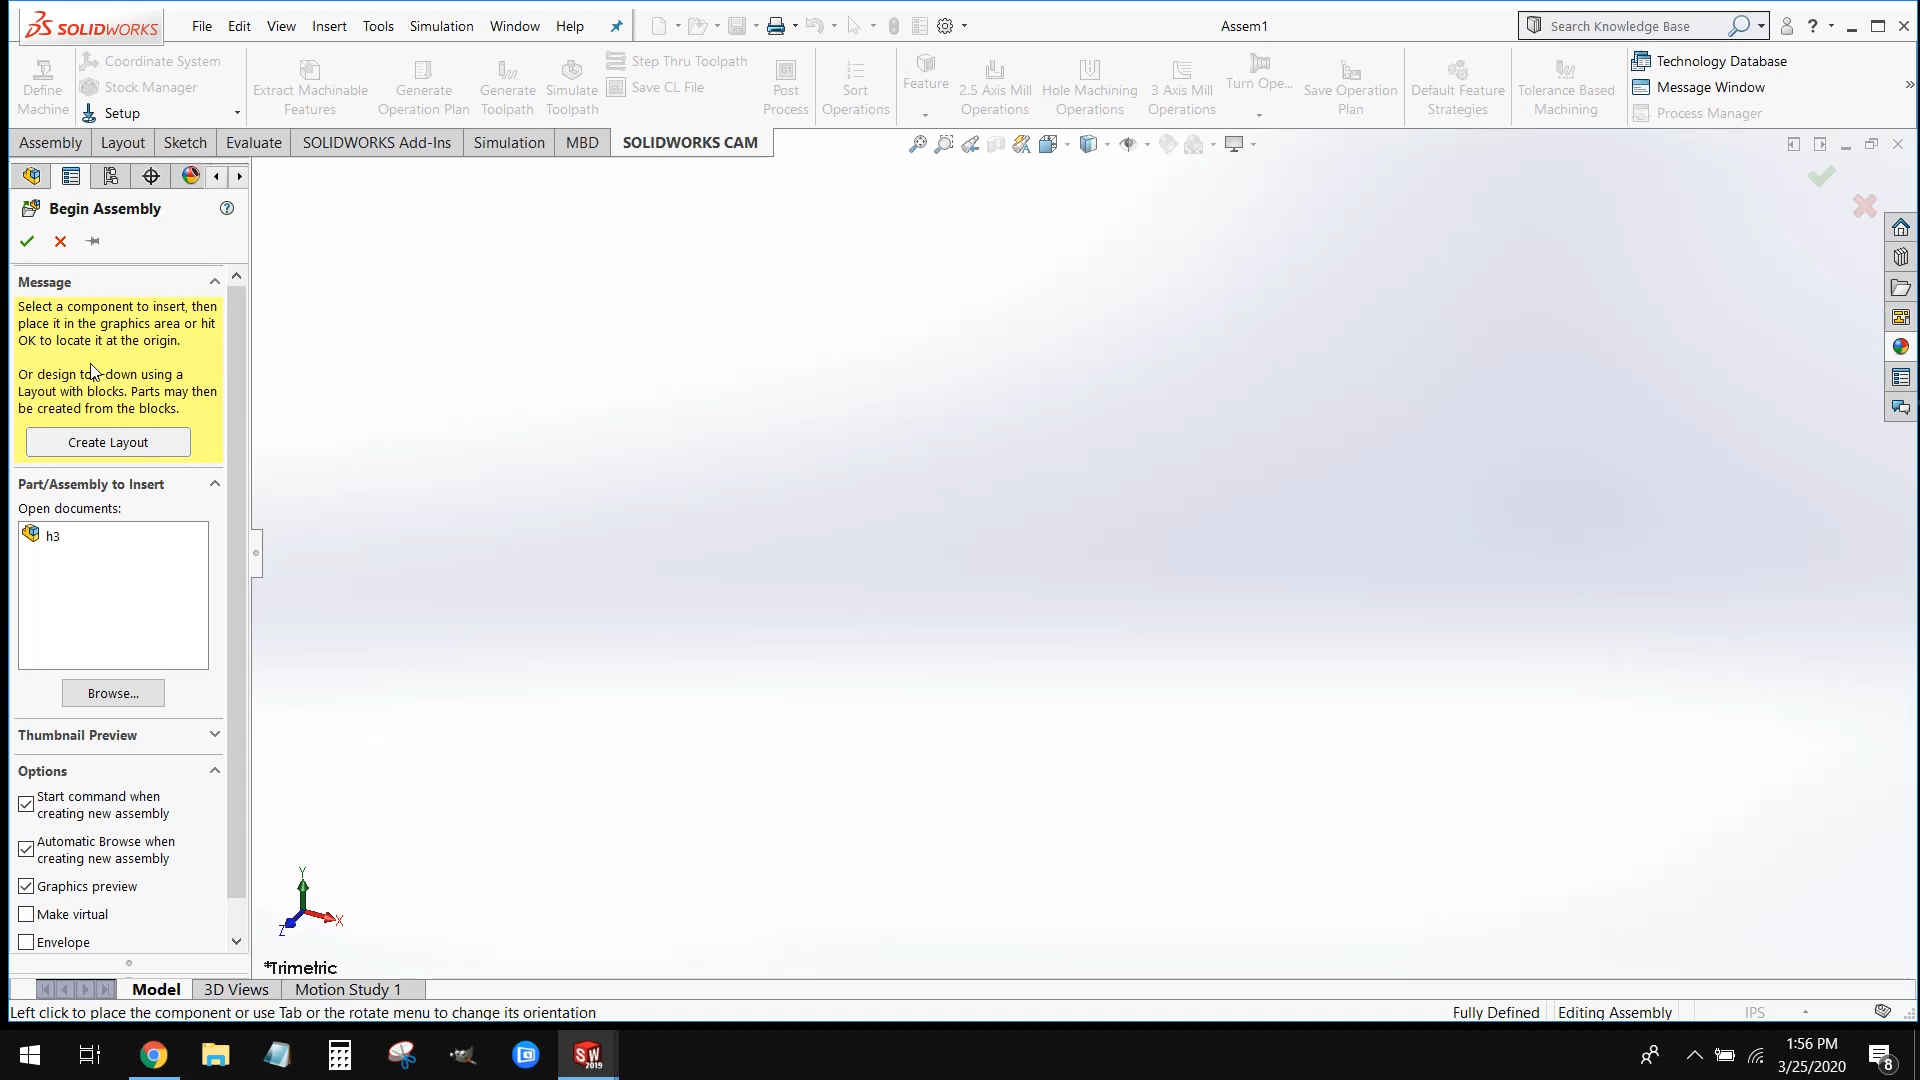 SOLIDWORKS
File Edit View Insert Tools Simulation Window Help
Assem1
Search Knowledge Base
?
Define Machine
Coordinate System
Stock Manager
Setup
Extract Machinable Features
Generate Operation Plan
Generate Toolpath
Simulate Toolpath
Step Thru Toolpath
Save CL File
Post Process
Sort Operations
Feature
2.5 Axis Mill Operations
Hole Machining Operations
3 Axis Mill Operations
Turn Ope...
Save Operation Plan
Default Feature Strategies
Tolerance Based Machining
Technology Database
Message Window
Process Manager
Assembly Layout Sketch Evaluate SOLIDWORKS Add-Ins Simulation MBD SOLIDWORKS CAM
Begin Assembly
Message
Select a component to insert, then
place it in the graphics area or hit
OK to locate it at the origin.
Or design down using a
Layout with blocks. Parts may then
be created from the blocks.
Create Layout
Part/Assembly to Insert
Open documents:
h3
Browse...
Thumbnail Preview
Options
Start command when
creating new assembly
Automatic Browse when
creating new assembly
Graphics preview
Make virtual
Envelope
Y
X
Z
*Trimetric
Model 3D Views Motion Study 1
Left click to place the component or use Tab or the rotate menu to change its orientation
Fully Defined Editing Assembly IPS
SW 2019
1:56 PM
3/25/2020
8